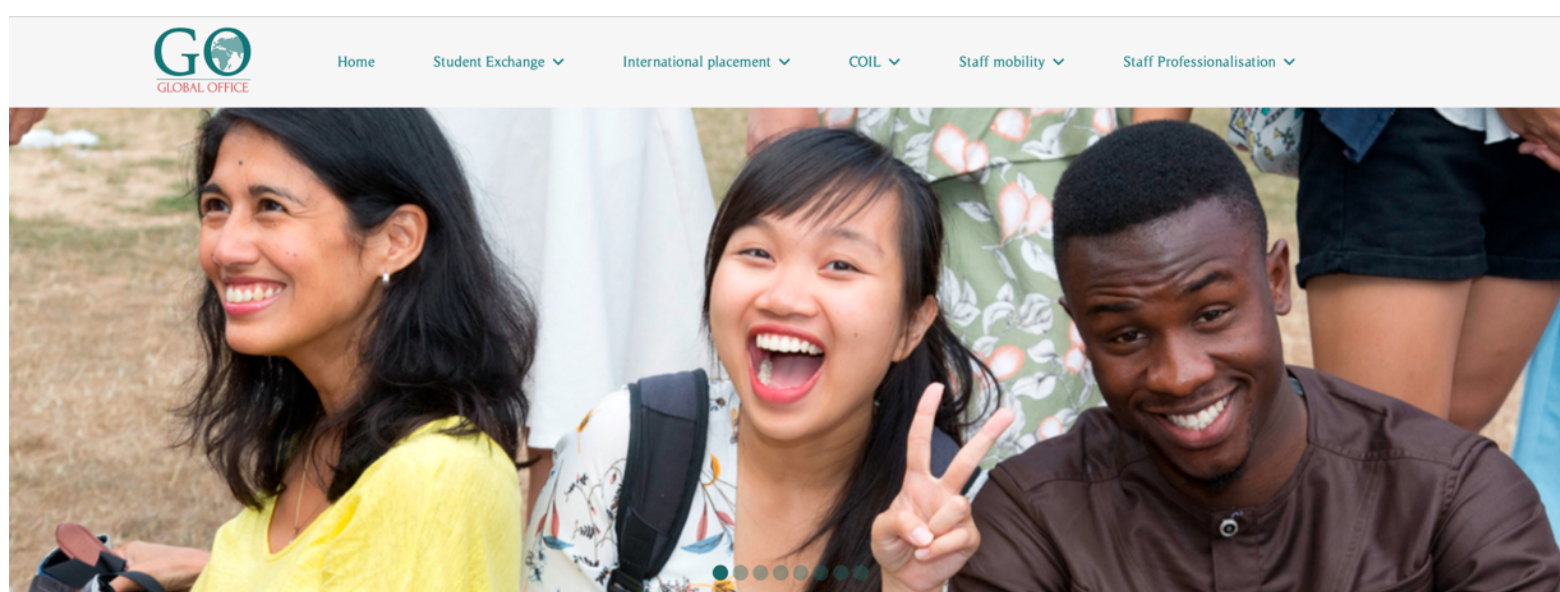 GO
GLOBAL OFFICE
Home Student Exchange International placement COIL Staff mobility Staff Professionalisation